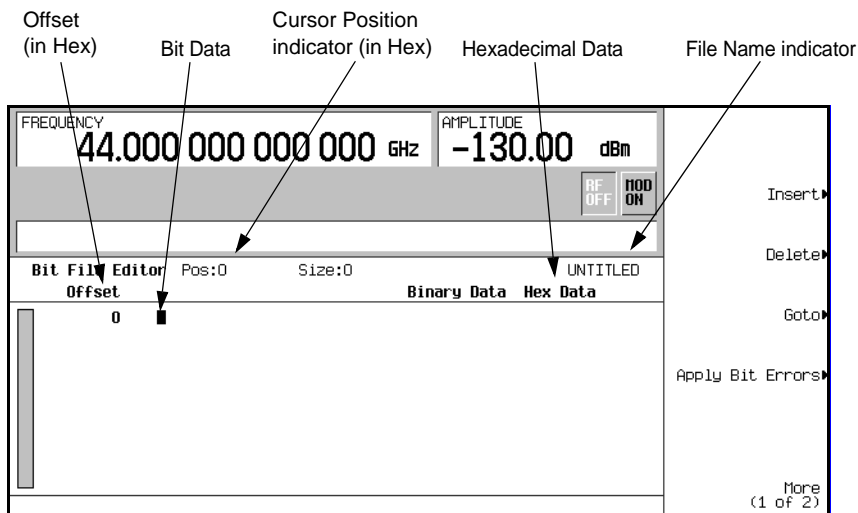 Offset
(in Hex)
Bit Data
Cursor Position
indicator (in Hex)
Hexadecimal Data
File Name indicator
FREQUENCY
44.000 000 000 000 GHz
AMPLITUDE
-130.00 dBm
RF
OFF
MOD
ON
Insert
Delete
Bit File Editor Pos:0 Size:0 UNTITLED
Offset Binary Data Hex Data
0
Goto
Apply Bit Errors
More
(1 of 2)